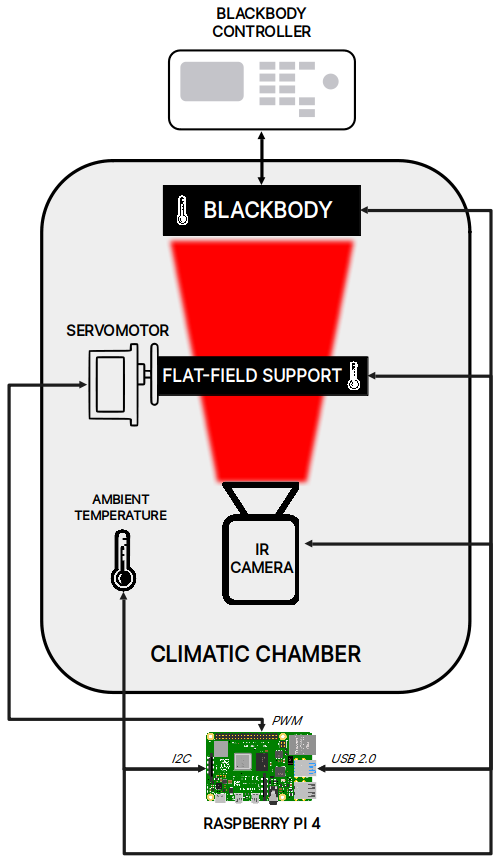 BLACKBODY
CONTROLLER
BLACKBODY
SERVOMOTOR
FLAT-FIELD SUPPORT
AMBIENT
TEMPERATURE
IR
CAMERA
CLIMATIC CHAMBER
PWM
I2C
USB 2.0
RASPBERRY PI 4